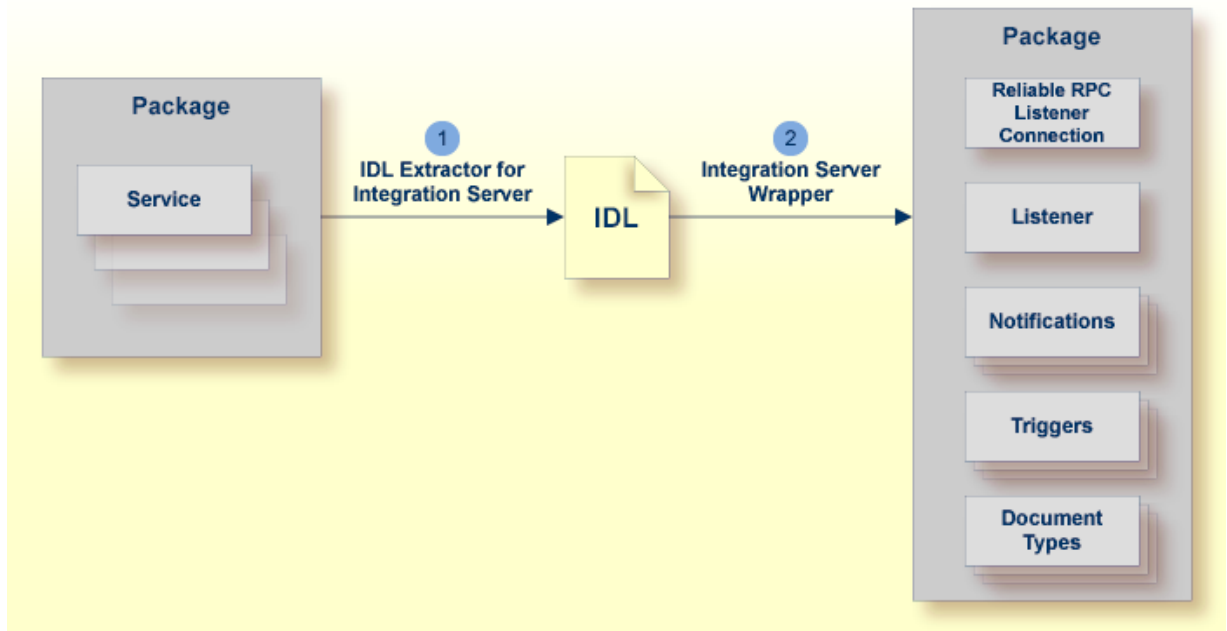 Package
Service
1
IDL Extractor for
Integration Server
IDL
2
Integration Server
Wrapper
Package
Reliable RPC
Listener
Connection
Listener
Notifications
Triggers
Document
Types